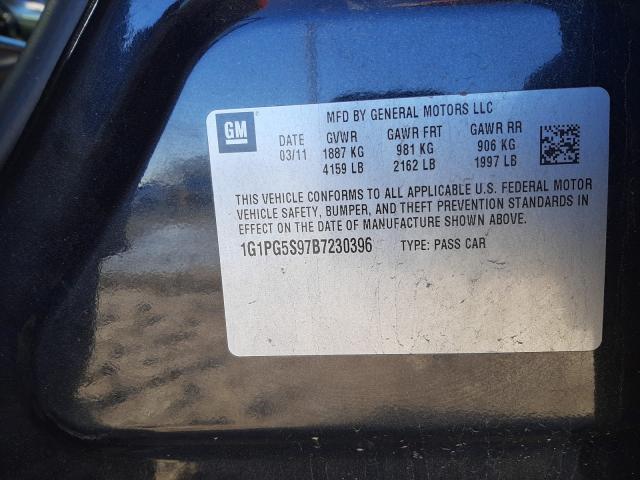 GM
MFD BY GENERAL MOTORS LLC
DATE GVWR GAWR FRT GAWR RR
03/11 1887 KG 981 KG 906 KG
4159 LB 2162 LB 1997 LB
THIS VEHICLE CONFORMS TO ALL APPLICABLE U.S. FEDERAL MOTOR
VEHICLE SAFETY, BUMPER, AND THEFT PREVENTION STANDARDS IN
EFFECT ON THE DATE OF MANUFACTURE SHOWN ABOVE.
1G1PG5S97B7230396 TYPE: PASS CAR